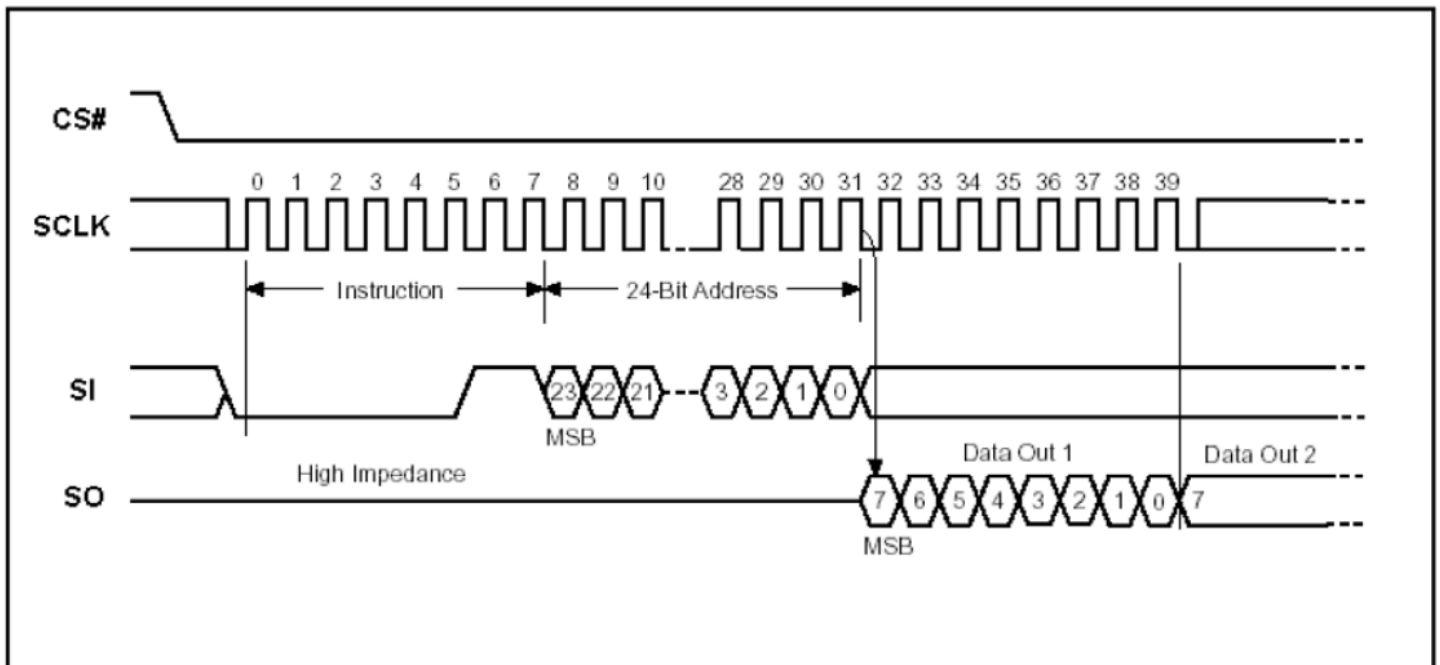 CS#
0 1 2 3 4 5 6 7 8 9 10 28 29 30 31 32 33 34 35 36 37 38 39
SCLK
Instruction 24-Bit Address
SI 23 22 21 3 2 1 0
MSB
High Impedance Data Out 1 Data Out 2
SO 7 6 5 4 3 2 1 0 7
MSB